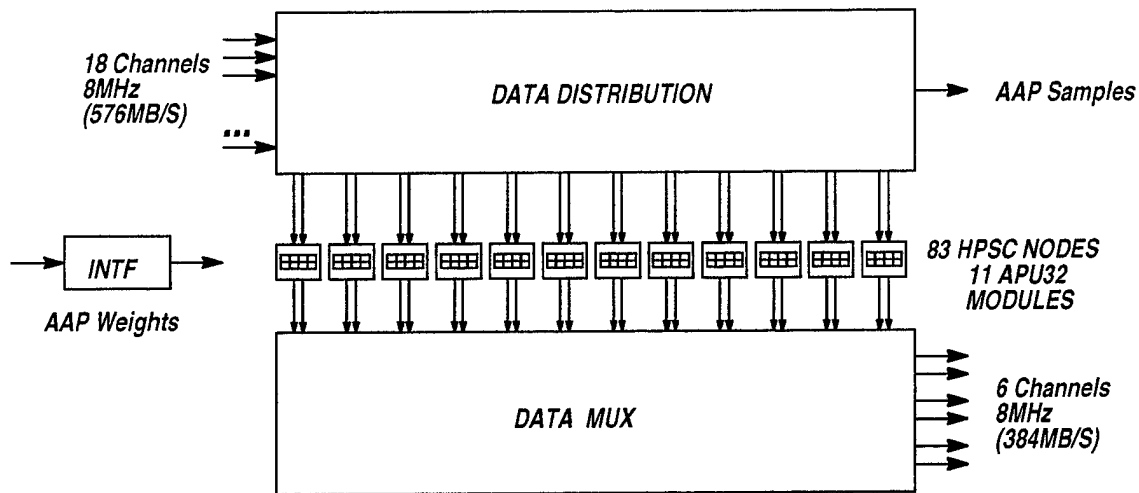 18 Channels
8MHz
(576MB/S)
...
DATA DISTRIBUTION
AAP Samples
INTF
AAP Weights
83 HPSC NODES
11 APU32
MODULES
DATA MUX
6 Channels
8MHz
(384MB/S)